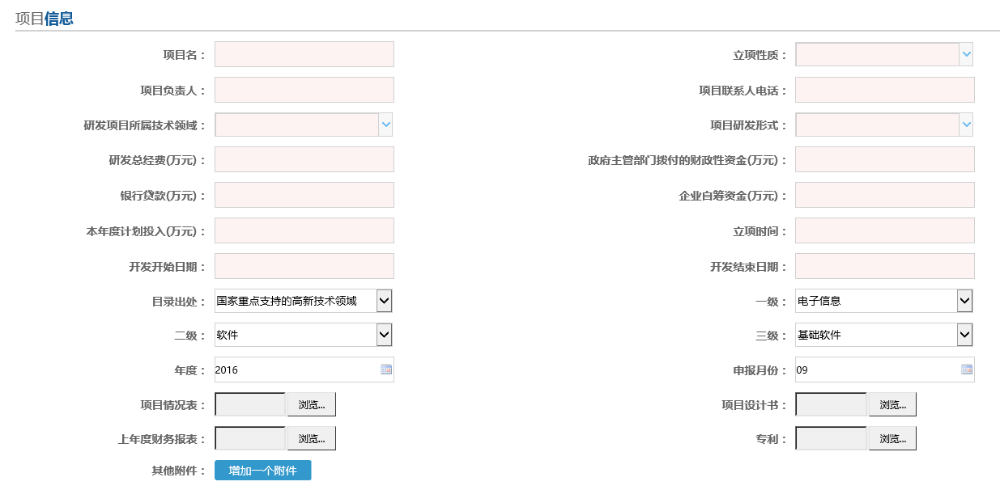 项目信息
项目名： 立项性质：
项目负责人： 项目联系人电话：
研发项目所属技术领域： 项目研发形式：
研发总经费(万元)： 政府主管部门拨付的财政性资金(万元)：
银行贷款(万元)： 企业自筹资金(万元)：
本年度计划投入(万元)： 立项时间：
开发开始日期： 开发结束日期：
目录出处： 国家重点支持的高新技术领域 一级： 电子信息
二级： 软件 三级： 基础软件
年度： 2016 申报月份： 09
项目情况表： 浏览... 项目设计书： 浏览...
上年度财务报表： 浏览... 专利： 浏览...
其他附件： 增加一个附件